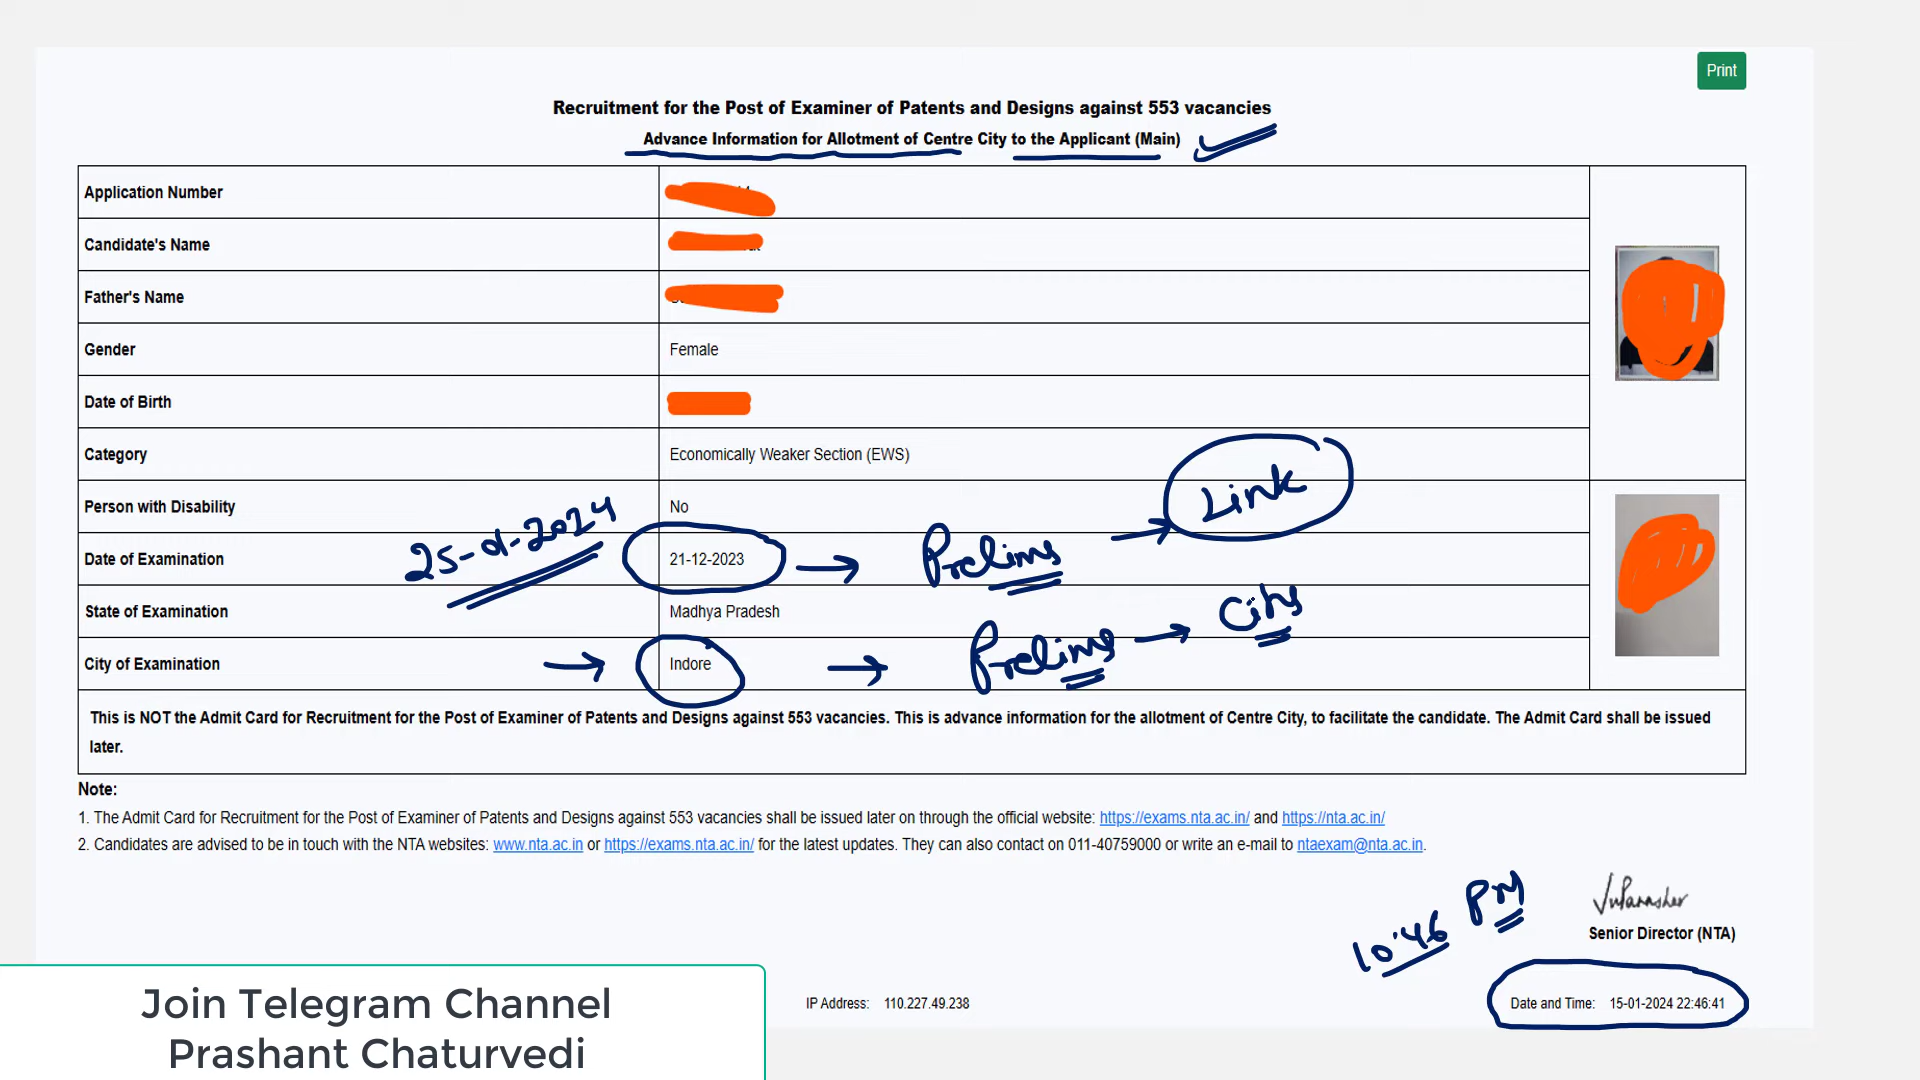 Print
Recruitment for the Post of Examiner of Patents and Designs against 553 vacancies
Advance Information for Allotment of Centre City to the Applicant (Main)
Application Number
Candidate's Name
Father's Name
Gender Female
Date of Birth
Category Economically Weaker Section (EWS)
Link
Person with Disability No
25-01-2024
Date of Examination 21-12-2023 → Prelims →
State of Examination Madhya Pradesh
City
City of Examination → Indore → Prelims →
This is NOT the Admit Card for Recruitment for the Post of Examiner of Patents and Designs against 553 vacancies. This is advance information for the allotment of Centre City, to facilitate the candidate. The Admit Card shall be issued
later.
Note:
1. The Admit Card for Recruitment for the Post of Examiner of Patents and Designs against 553 vacancies shall be issued later on through the official website: https://exams.nta.ac.in/ and https://nta.ac.in/
2. Candidates are advised to be in touch with the NTA websites: www.nta.ac.in or https://exams.nta.ac.in/ for the latest updates. They can also contact on 011-40759000 or write an e-mail to ntaexam@nta.ac.in.
10:46 PM
Senior Director (NTA)
IP Address: 110.227.49.238
Date and Time: 15-01-2024 22:46:41
Join Telegram Channel
Prashant Chaturvedi